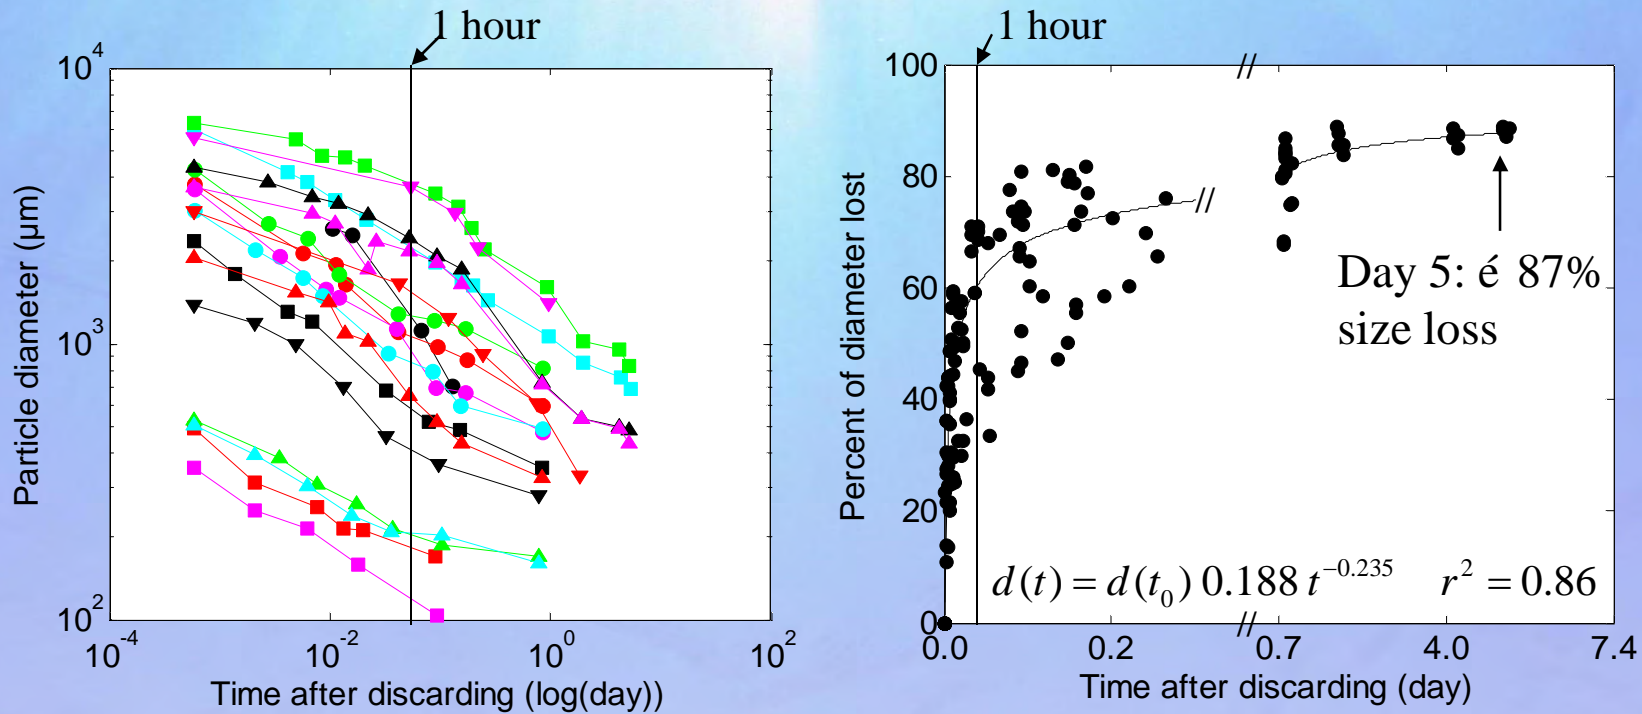 1 hour
10^4
10^3
10^2
Particle diameter (µm)
10^-4
10^-2
10^0
10^2
Time after discarding (log(day))
1 hour
100
80
60
40
20
0
Percent of diameter lost
//
//
Day 5: é 87%
size loss
d(t) = d(t₀) 0.188 t^−0.235 r² = 0.86
//
0.0
0.2
0.7
4.0
7.4
Time after discarding (day)